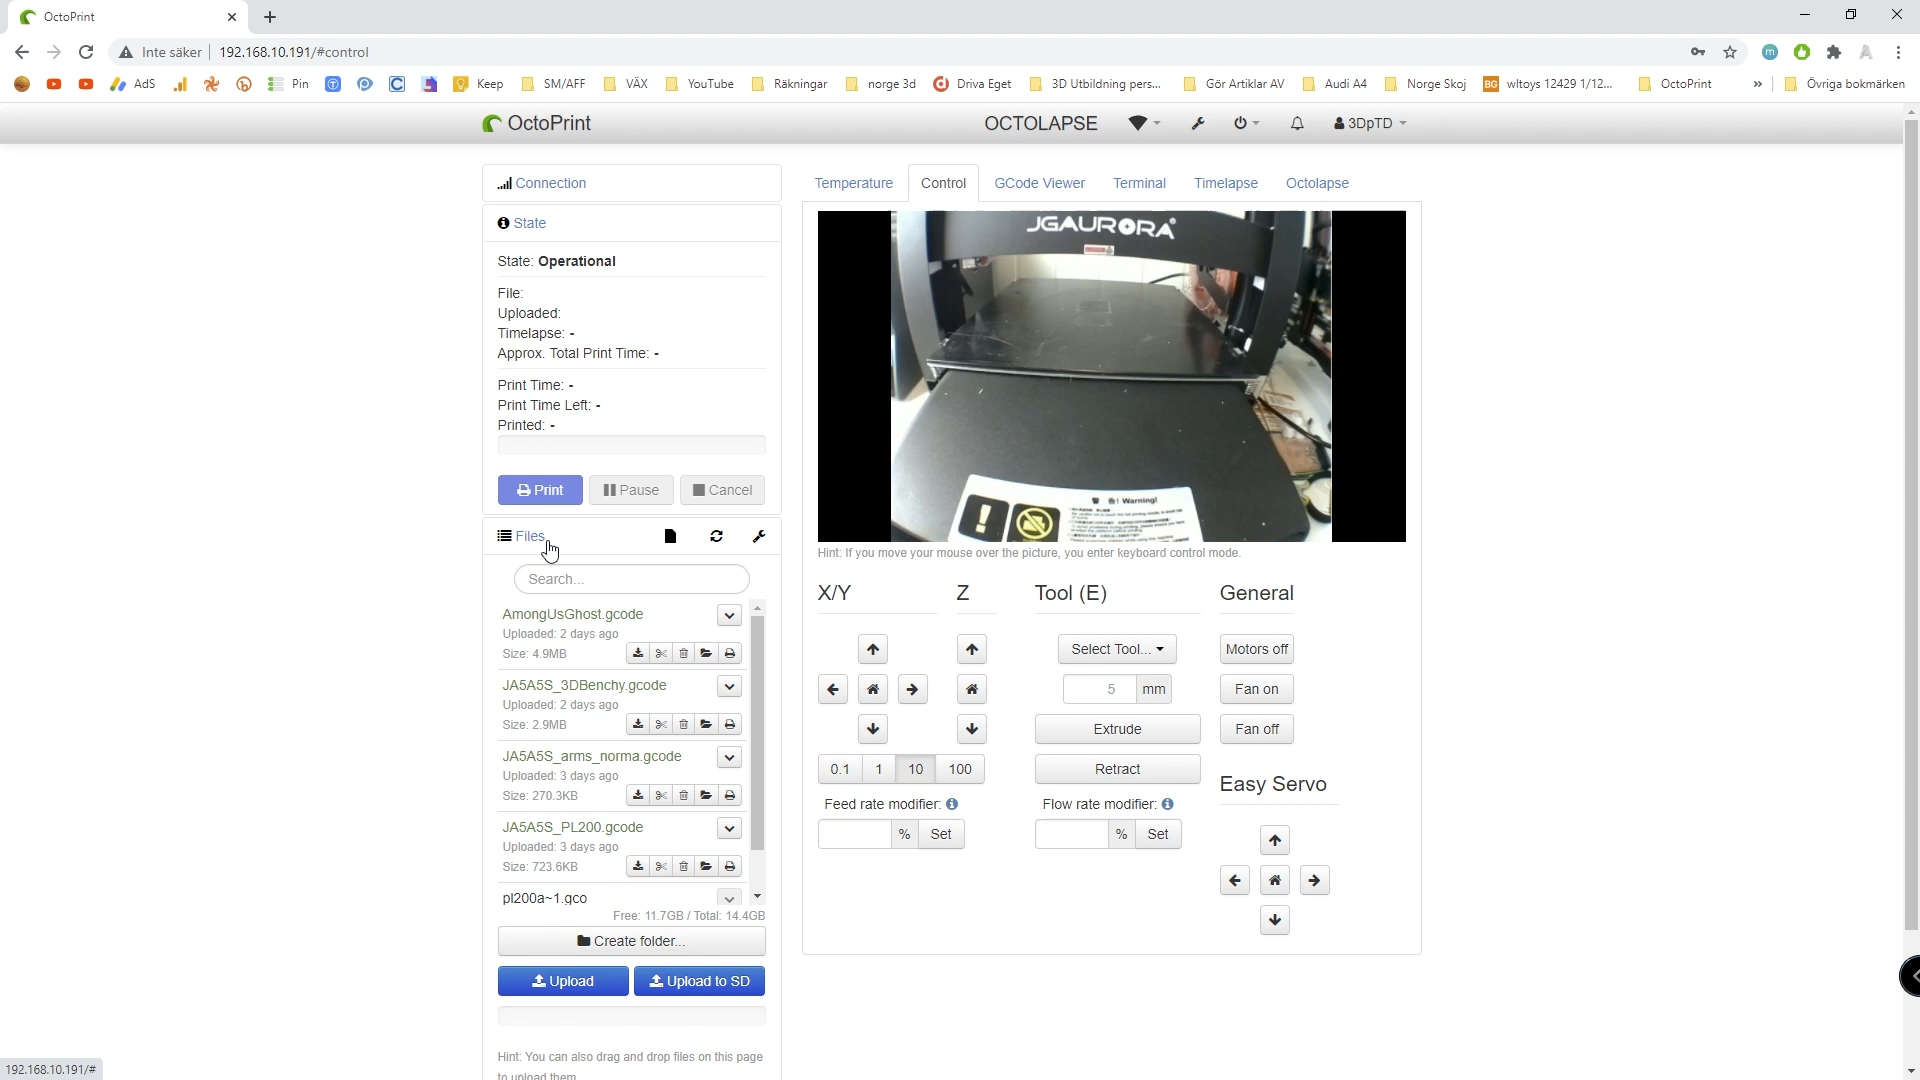 OctoPrint
Inte säker
192.168.10.191/#control
AdS
Pin
Keep
SM/AFF
VÄX
YouTube
Räkningar
norge 3d
Driva Eget
3D Utbildning pers...
Gör Artiklar AV
Audi A4
Norge Skoj
BG
wltoys 12429 1/12...
OctoPrint
»
Övriga bokmärken
OctoPrint
OCTOLAPSE
3DpTD
Connection
State
State: Operational
File:
Uploaded:
Timelapse: -
Approx. Total Print Time: -
Print Time: -
Print Time Left: -
Printed: -
Print
Pause
Cancel
Files
Search...
AmongUsGhost.gcode
Uploaded: 2 days ago
Size: 4.9MB
JA5A5S_3DBenchy.gcode
Uploaded: 2 days ago
Size: 2.9MB
JA5A5S_arms_norma.gcode
Uploaded: 3 days ago
Size: 270.3KB
JA5A5S_PL200.gcode
Uploaded: 3 days ago
Size: 723.6KB
pl200a~1.gco
Free: 11.7GB / Total: 14.4GB
Create folder...
Upload
Upload to SD
Hint: You can also drag and drop files on this page
to upload them.
Temperature
Control
GCode Viewer
Terminal
Timelapse
Octolapse
JGAURORA
警 告! Warning!
Hint: If you move your mouse over the picture, you enter keyboard control mode.
X/Y
Z
Tool (E)
General
Select Tool...
Motors off
5 mm
Fan on
Extrude
Fan off
0.1 1 10 100
Retract
Easy Servo
Feed rate modifier:
Flow rate modifier:
% Set
% Set
192.168.10.191/#